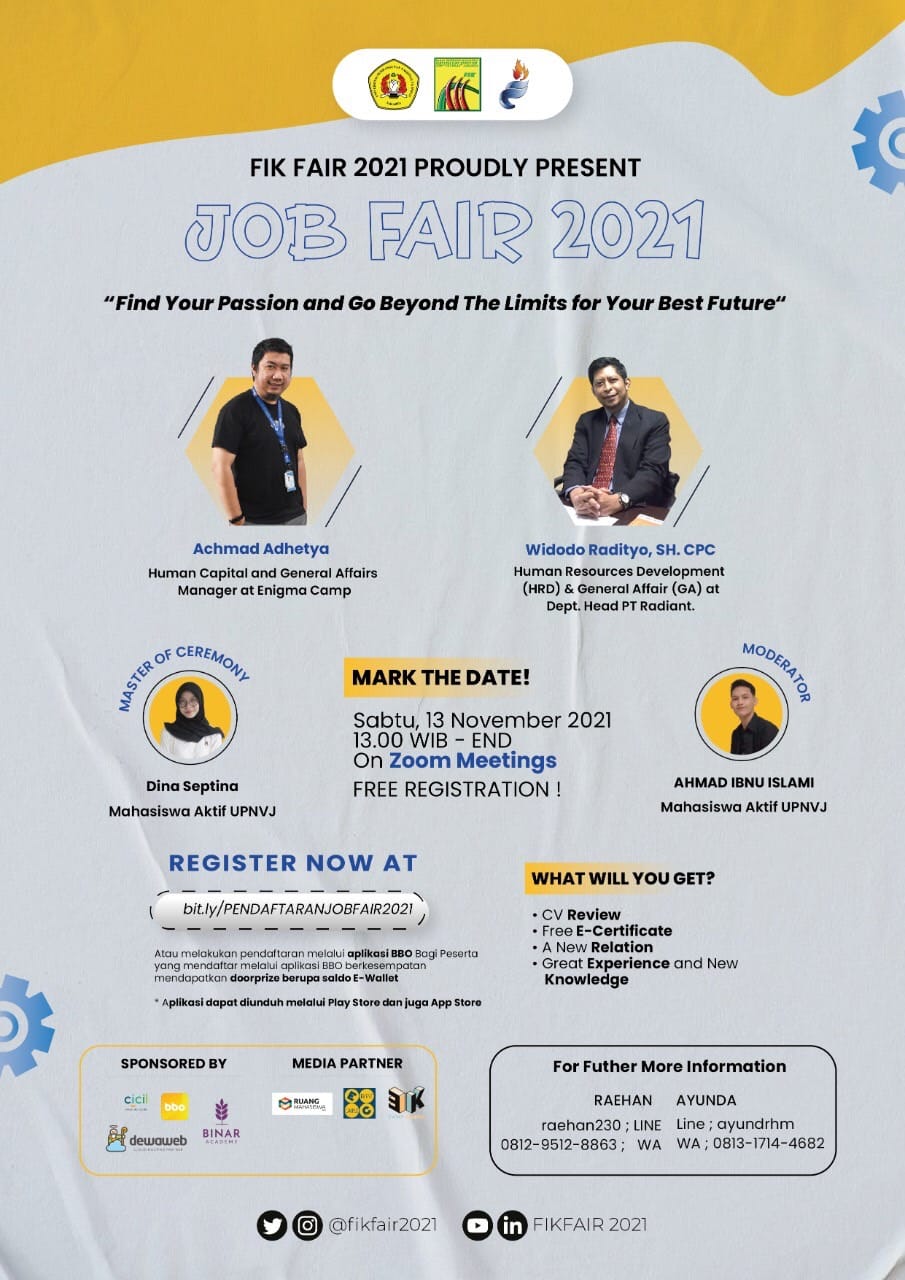 FIK FAIR 2021 PROUDLY PRESENT
JOB FAIR 2021
“Find Your Passion and Go Beyond The Limits for Your Best Future“
Achmad Adhetya
Human Capital and General Affairs
Manager at Enigma Camp
Widodo Radityo, SH. CPC
Human Resources Development
(HRD) & General Affair (GA) at
Dept. Head PT Radiant.
MASTER OF CEREMONY
Dina Septina
Mahasiswa Aktif UPNVJ
MARK THE DATE!
Sabtu, 13 November 2021
13.00 WIB - END
On Zoom Meetings
FREE REGISTRATION !
MODERATOR
AHMAD IBNU ISLAMI
Mahasiswa Aktif UPNVJ
REGISTER NOW AT
bit.ly/PENDAFTARANJOBFAIR2021
Atau melakukan pendaftaran melalui aplikasi BBO Bagi Peserta
yang mendaftar melalui aplikasi BBO berkesempatan
mendapatkan doorprize berupa saldo E-Wallet
* Aplikasi dapat diunduh melalui Play Store dan juga App Store
WHAT WILL YOU GET?
• CV Review
• Free E-Certificate
• A New Relation
• Great Experience and New
Knowledge
SPONSORED BY
cicil
bbo
dewaweb
BINAR
ACADEMY
MEDIA PARTNER
RUANG
MAHASISWA
For Futher More Information
RAEHAN
raehan230 ; LINE
0812-9512-8863 ; WA
AYUNDA
Line ; ayundrhm
WA ; 0813-1714-4682
@fikfair2021
FIKFAIR 2021